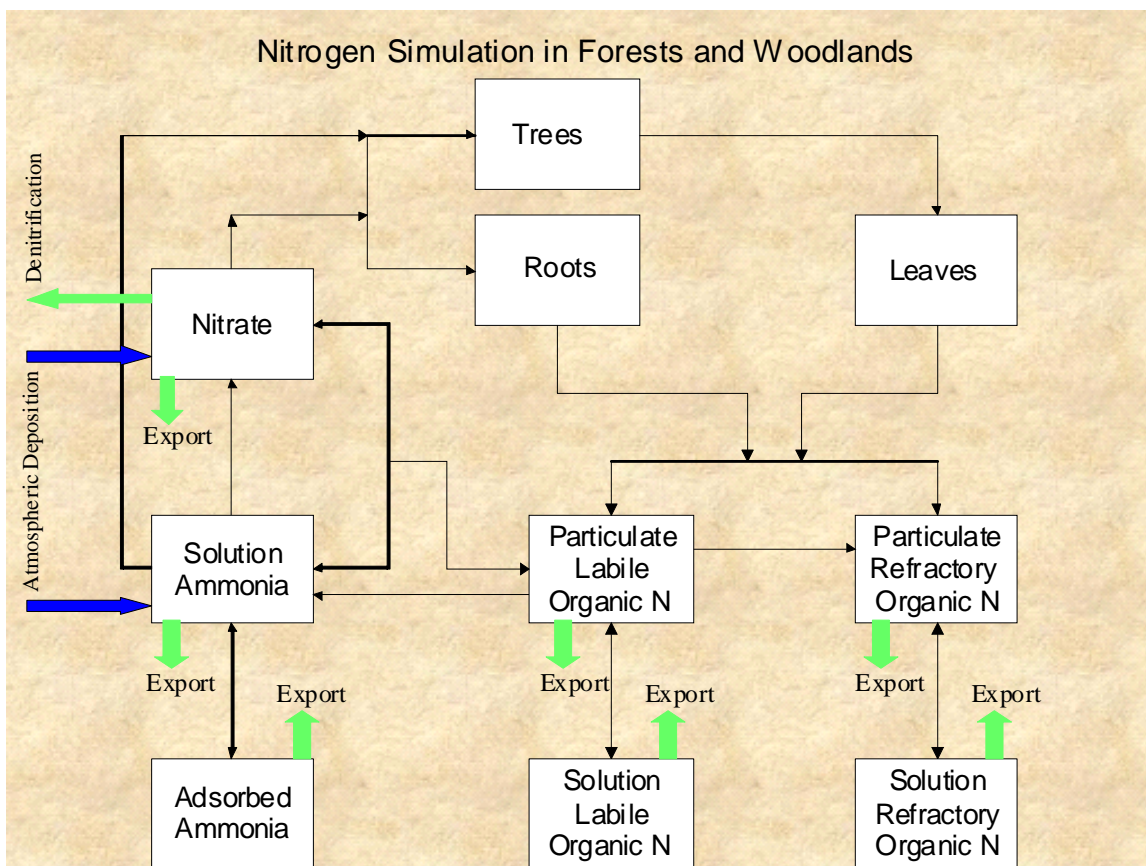 Nitrogen Simulation in Forests and Woodlands
Trees
Denitrification
Roots
Leaves
Nitrate
Atmospheric Deposition
Export
Solution
Ammonia
Particulate
Labile
Organic N
Particulate
Refractory
Organic N
Export
Export
Export
Export
Export
Export
Adsorbed
Ammonia
Solution
Labile
Organic N
Solution
Refractory
Organic N